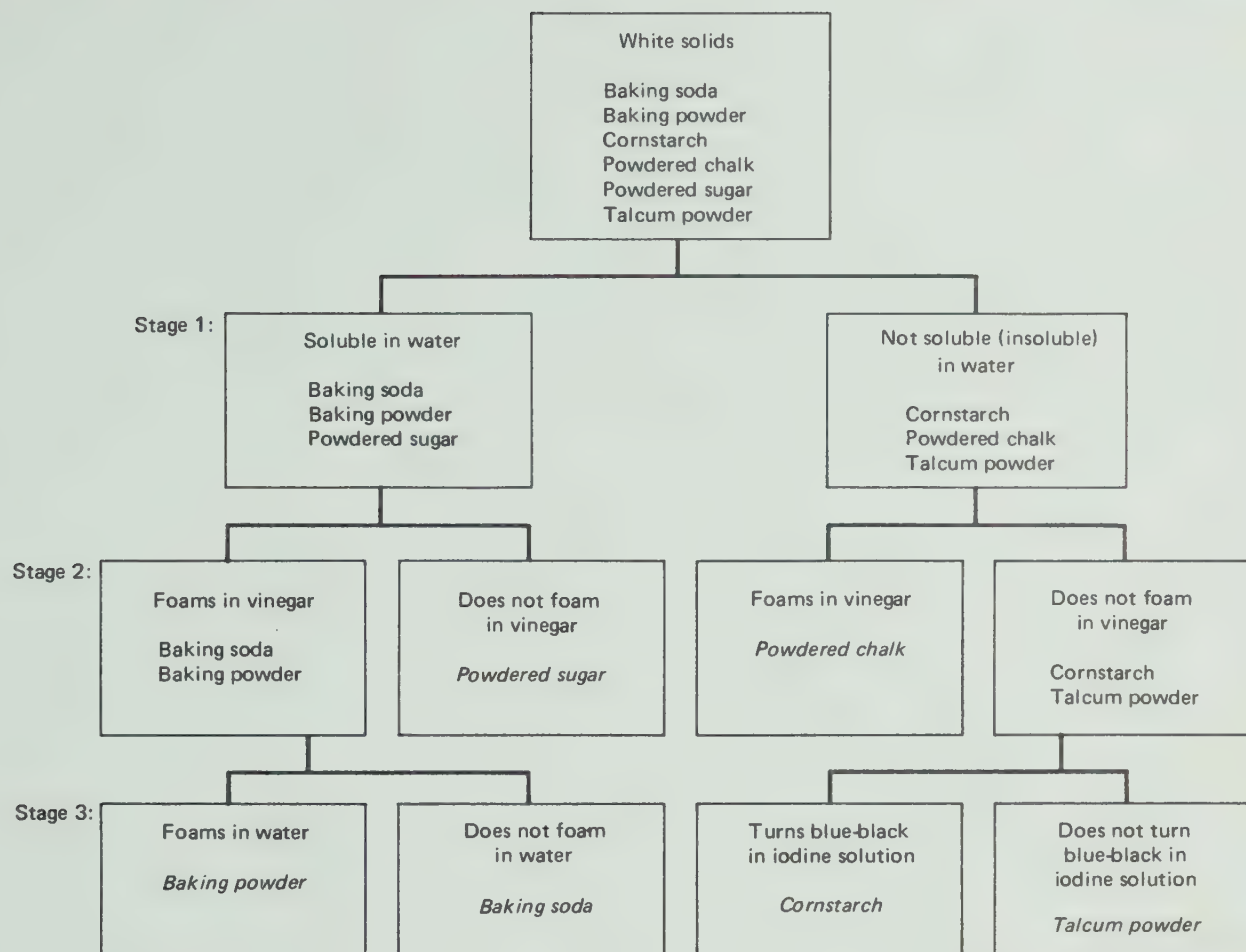 White solids
Baking soda
Baking powder
Cornstarch
Powdered chalk
Powdered sugar
Talcum powder
Stage 1:
Soluble in water
Baking soda
Baking powder
Powdered sugar
Not soluble (insoluble)
in water
Cornstarch
Powdered chalk
Talcum powder
Stage 2:
Foams in vinegar
Baking soda
Baking powder
Does not foam
in vinegar
Powdered sugar
Foams in vinegar
Powdered chalk
Does not foam
in vinegar
Cornstarch
Talcum powder
Stage 3:
Foams in water
Baking powder
Does not foam
in water
Baking soda
Turns blue-black
in iodine solution
Cornstarch
Does not turn
blue-black in
iodine solution
Talcum powder